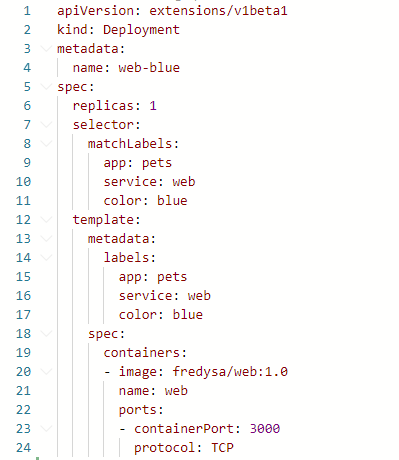 1 apiVersion: extensions/v1beta1
2 kind: Deployment
3 metadata:
4   name: web-blue
5 spec:
6   replicas: 1
7   selector:
8     matchLabels:
9       app: pets
10       service: web
11       color: blue
12   template:
13     metadata:
14       labels:
15         app: pets
16         service: web
17         color: blue
18     spec:
19       containers:
20       - image: fredysa/web:1.0
21         name: web
22         ports:
23         - containerPort: 3000
24           protocol: TCP